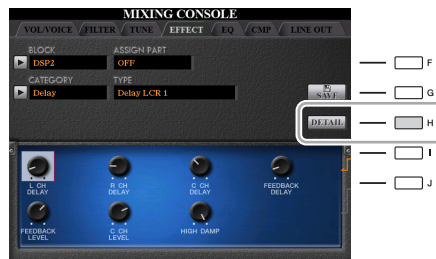 MIXING CONSOLE
VOL/VOICE FILTER TUNE EFFECT EQ CMP LINE OUT
BLOCK ASSIGN PART
DSP2 OFF
CATEGORY TYPE
Delay Delay LCR 1
SAVE
DETAIL
F
G
H
I
J
L CH DELAY
R CH DELAY
C CH DELAY
FEEDBACK DELAY
FEEDBACK LEVEL
C CH LEVEL
HIGH DAMP